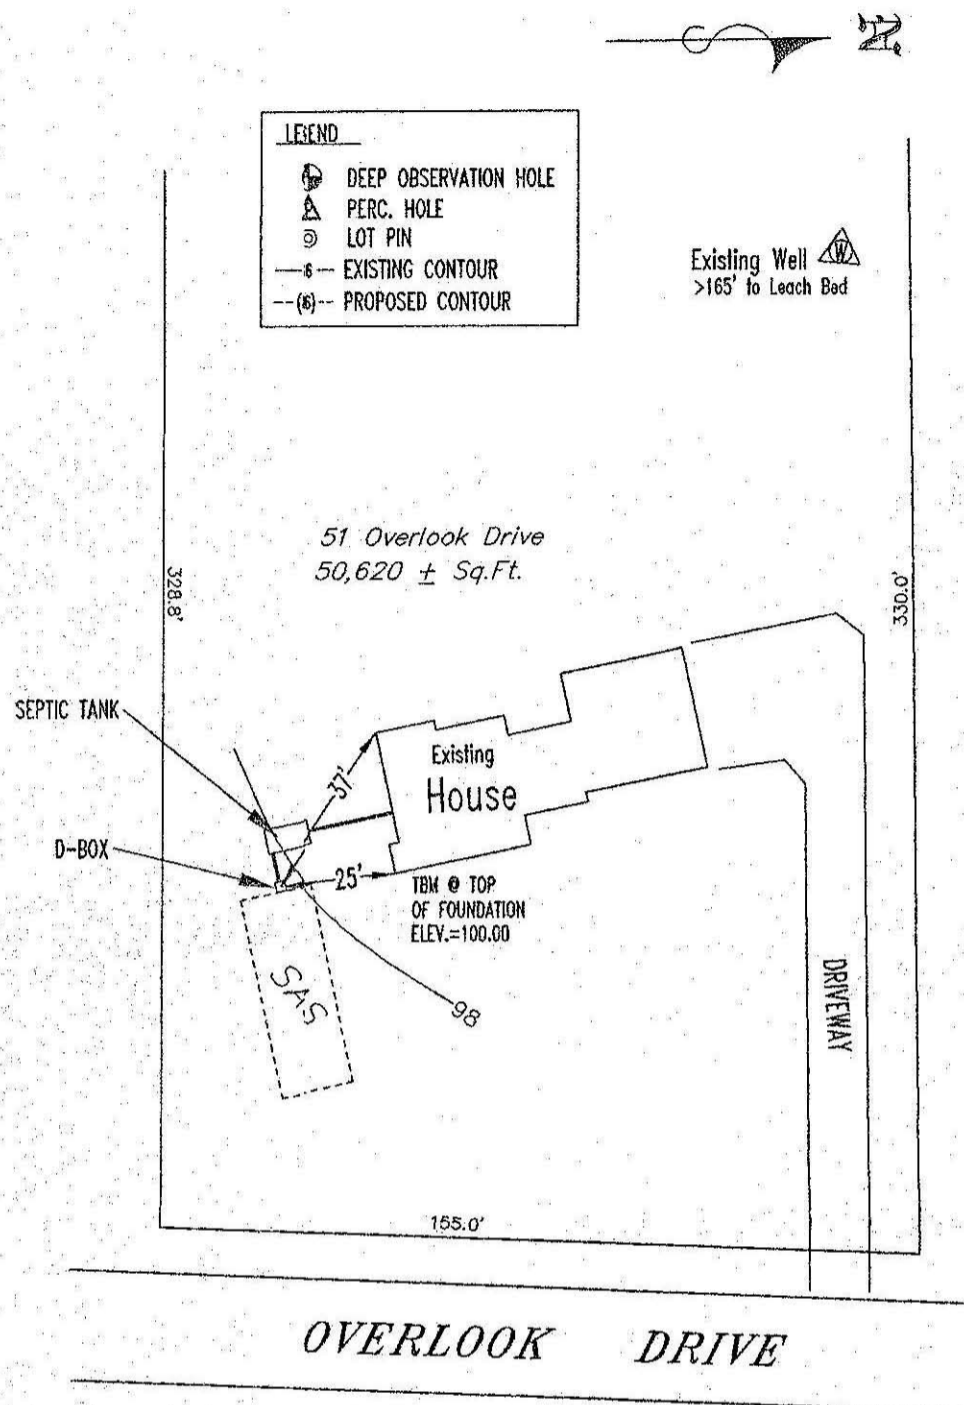 N
LEGEND
DEEP OBSERVATION HOLE
PERC. HOLE
LOT PIN
EXISTING CONTOUR
PROPOSED CONTOUR
Existing Well W
>165' to Leach Bed
51 Overlook Drive
50,620 ± Sq.Ft.
328.8'
330.0'
SEPTIC TANK
37'
Existing
House
D-BOX
25'
TBM @ TOP
OF FOUNDATION
ELEV.=100.00
SAS
98
DRIVEWAY
155.0'
OVERLOOK DRIVE